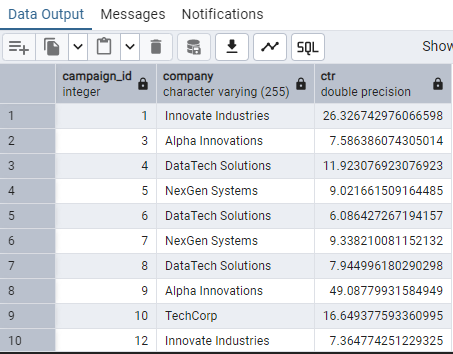 Data Output Messages Notifications
SQL Show
campaign_id company ctr
integer character varying (255) double precision
1 1 Innovate Industries 26.326742976066598
2 3 Alpha Innovations 7.586386074305014
3 4 DataTech Solutions 11.923076923076923
4 5 NexGen Systems 9.021661509164485
5 6 DataTech Solutions 6.086427267194157
6 7 NexGen Systems 9.338210081152132
7 8 DataTech Solutions 7.944996180290298
8 9 Alpha Innovations 49.08779931584949
9 10 TechCorp 16.649377593360995
10 12 Innovate Industries 7.364774251229325